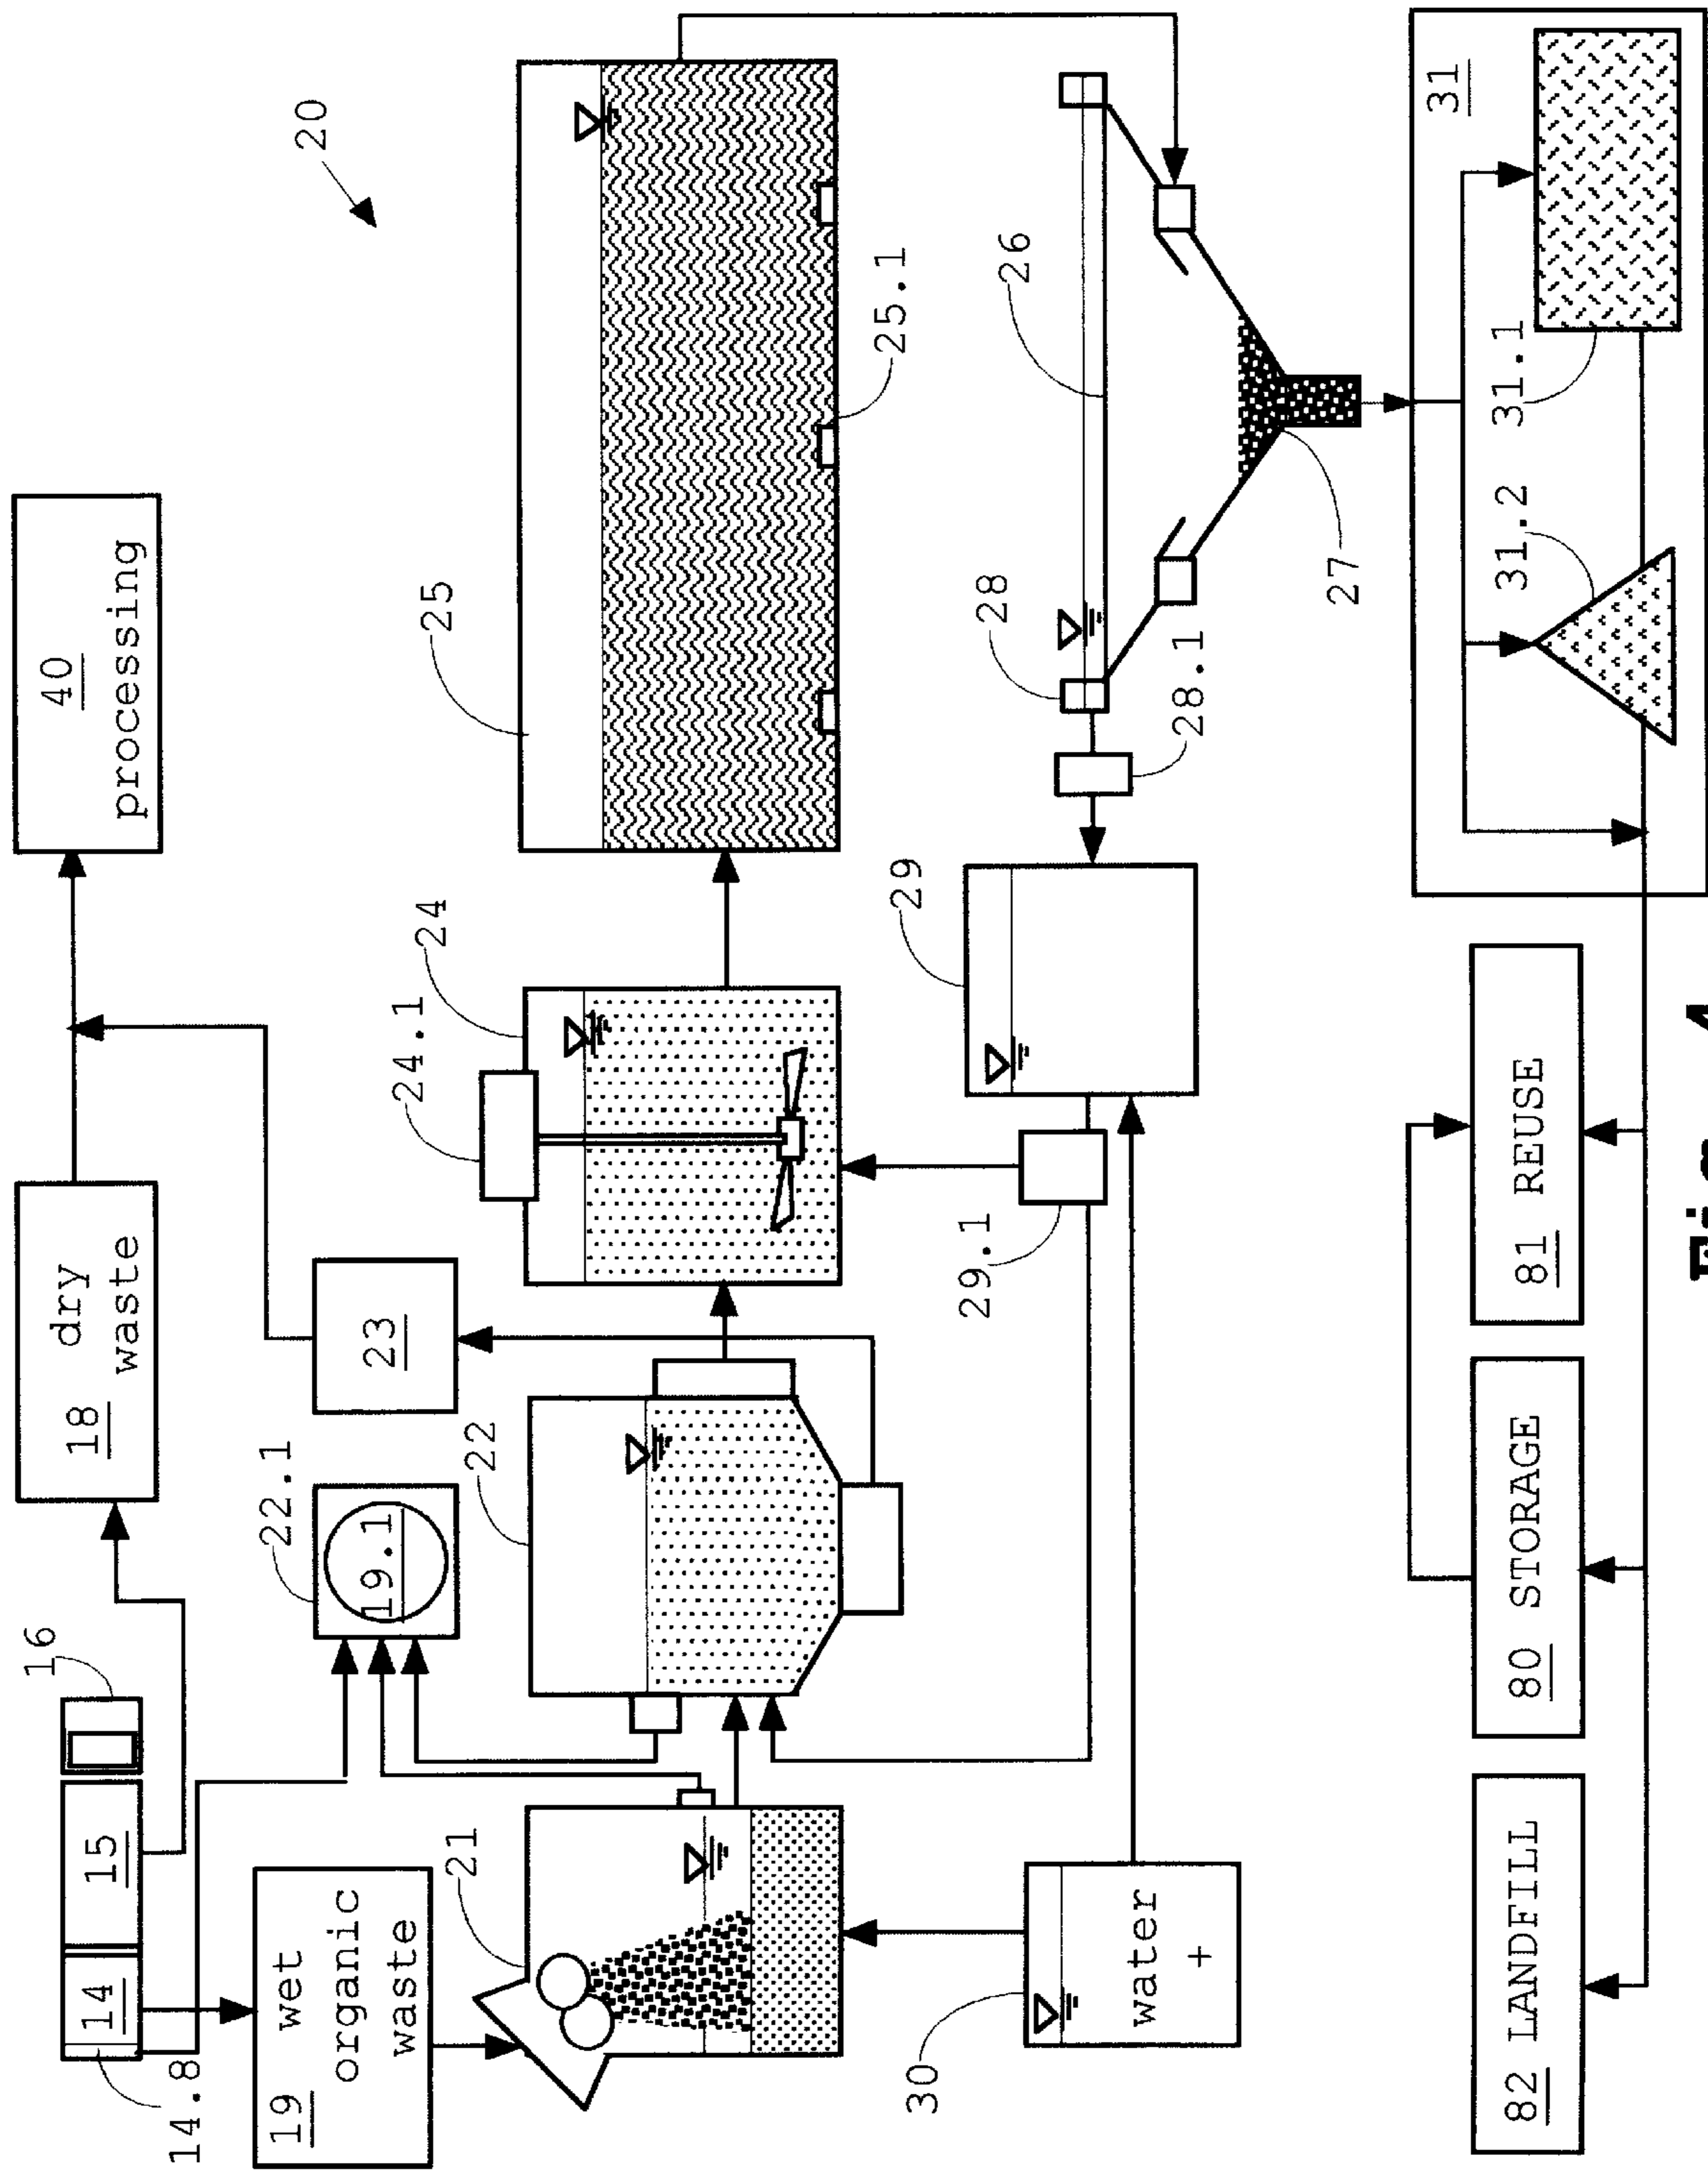 14
15
16
14.8
18 dry
waste
40
processing
19 wet
organic
waste
22.1
19.1
23
20
21
22
24.1
24
25
25.1
30
water
+
29.1
29
28
28.1
26
27
82 LANDFILL
80 STORAGE
81 REUSE
31
31.2
31.1
Fig. 4